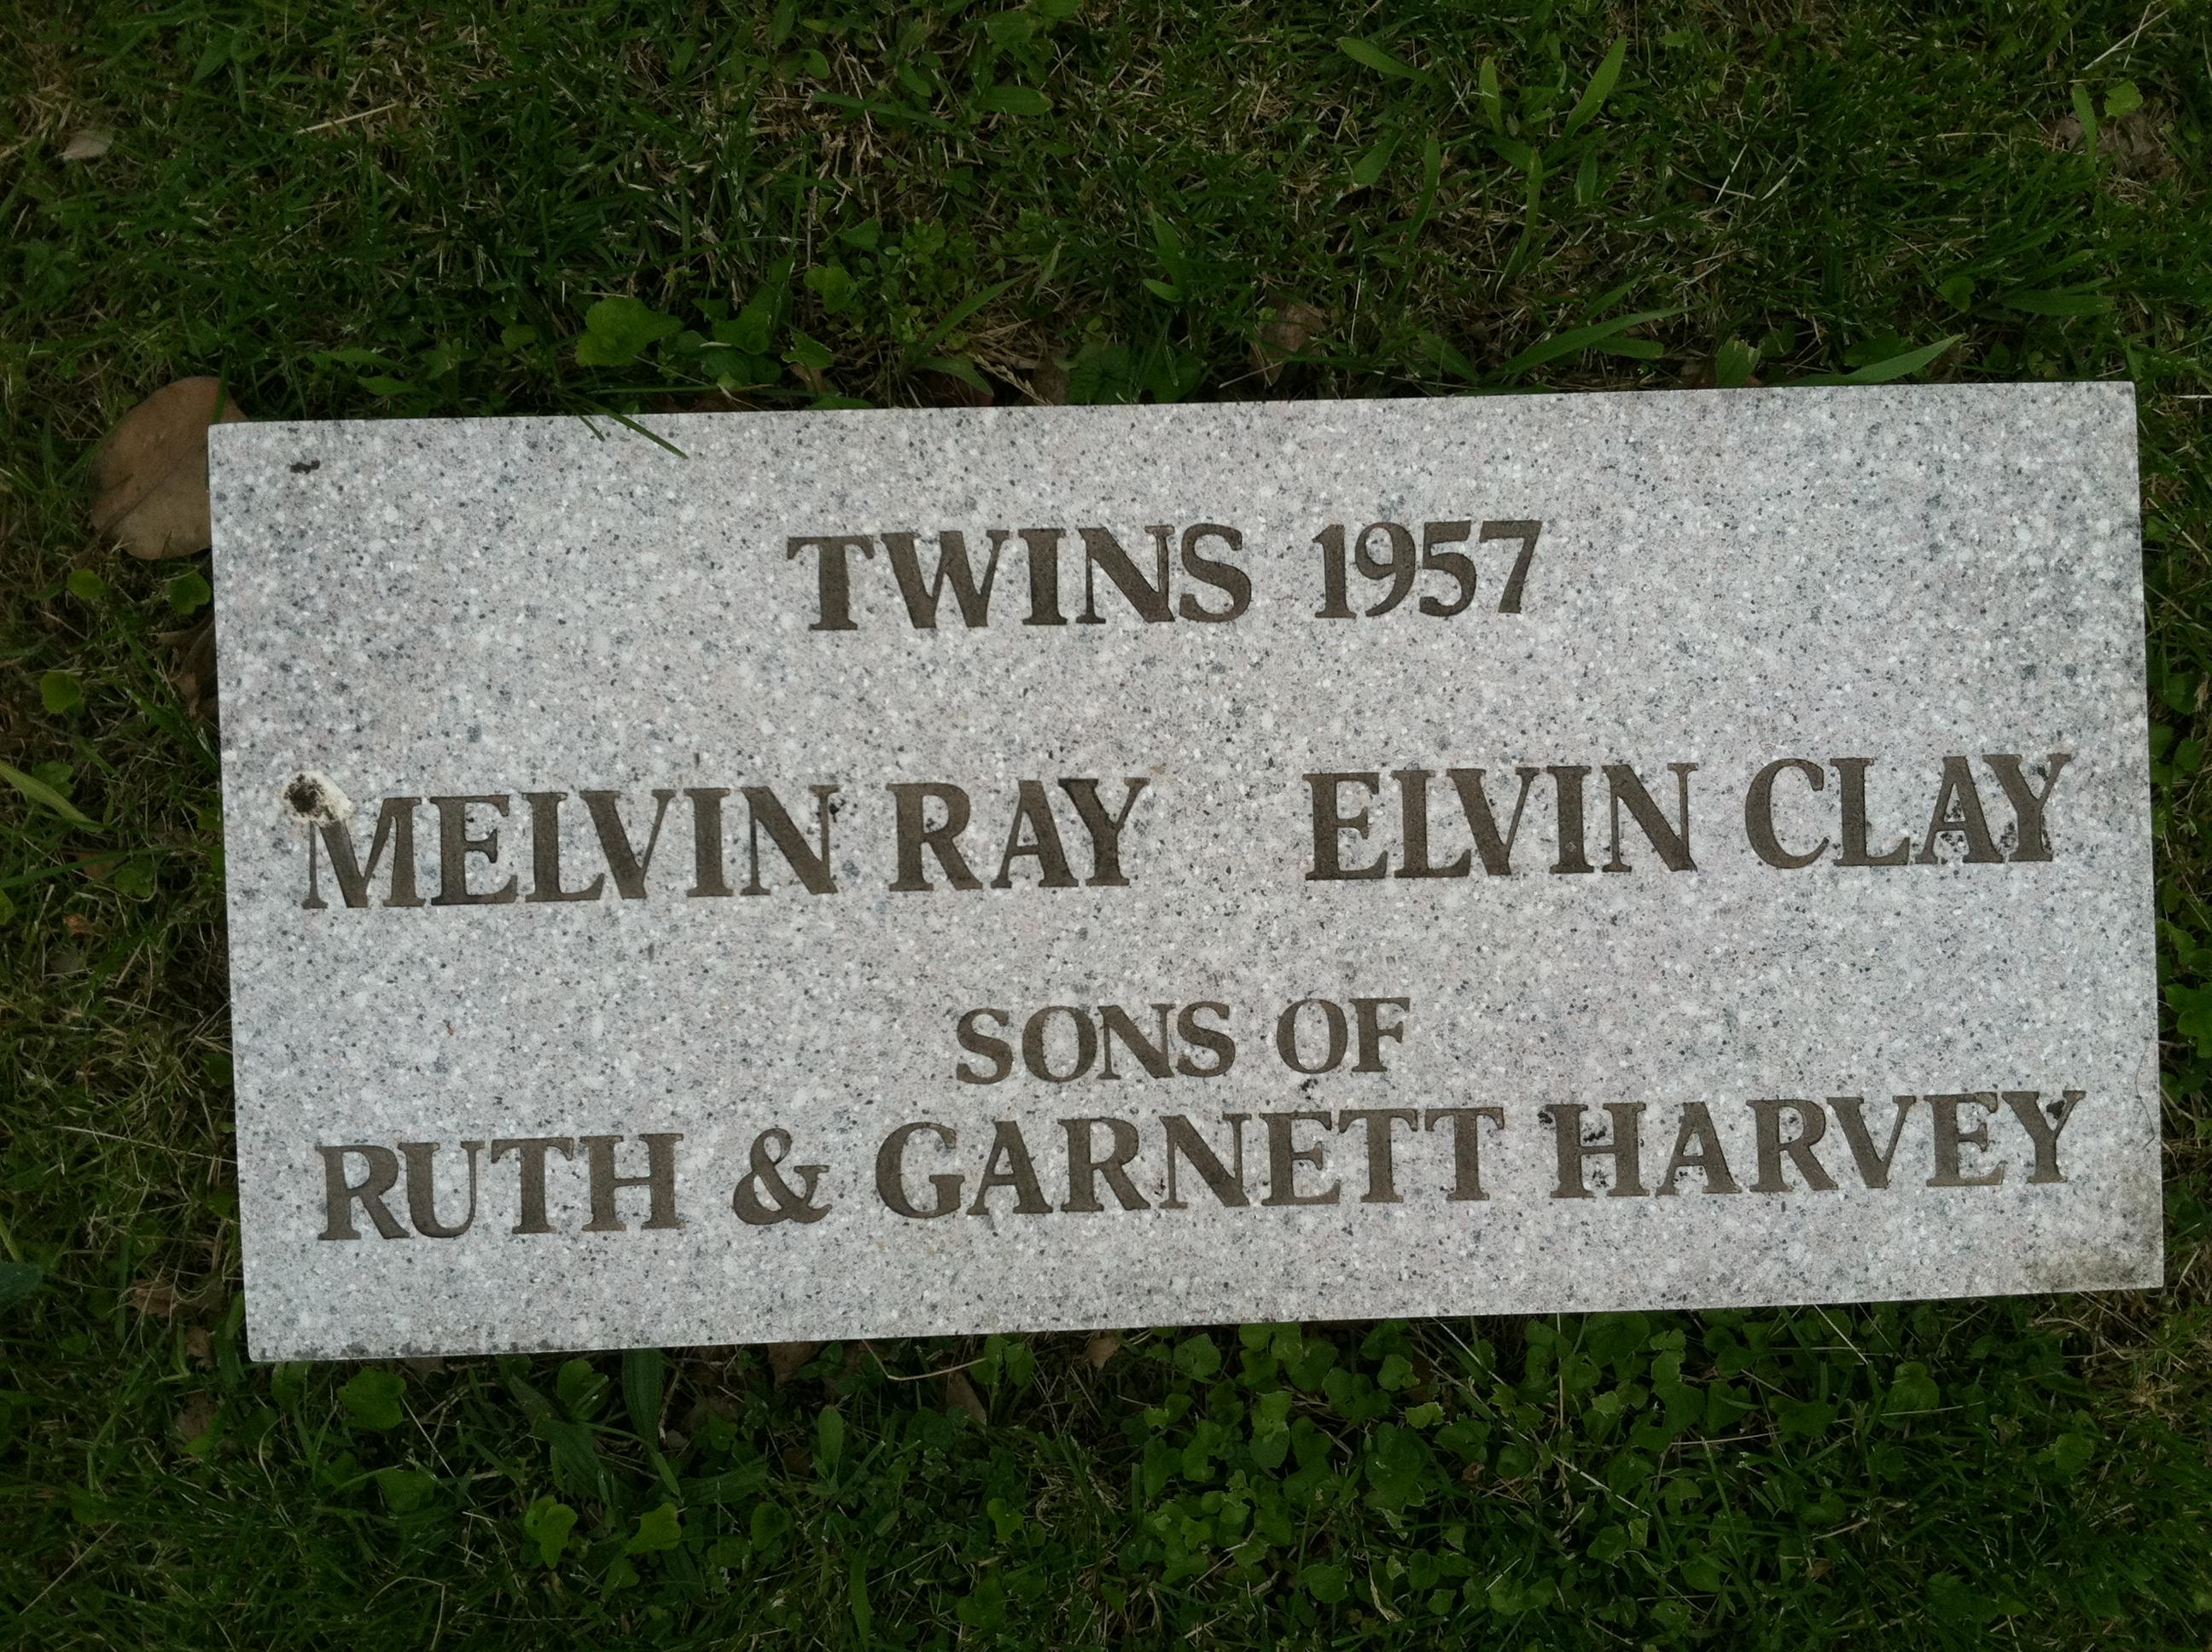 TWINS 1957
MELVIN RAY ELVIN CLAY
SONS OF
RUTH & GARNETT HARVEY